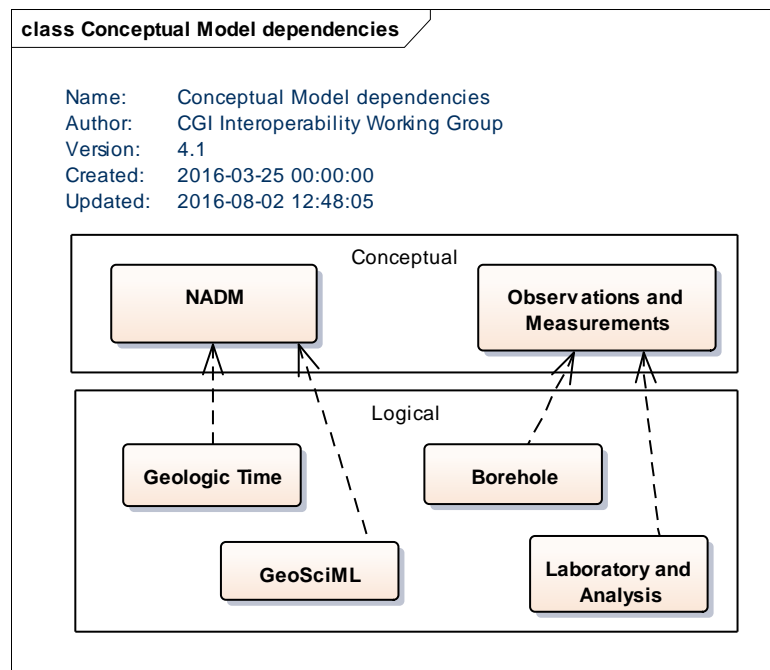 class Conceptual Model dependencies
Name: Conceptual Model dependencies
Author: CGI Interoperability Working Group
Version: 4.1
Created: 2016-03-25 00:00:00
Updated: 2016-08-02 12:48:05
Conceptual
NADM
Observations and
Measurements
Logical
Geologic Time
Borehole
GeoSciML
Laboratory and
Analysis